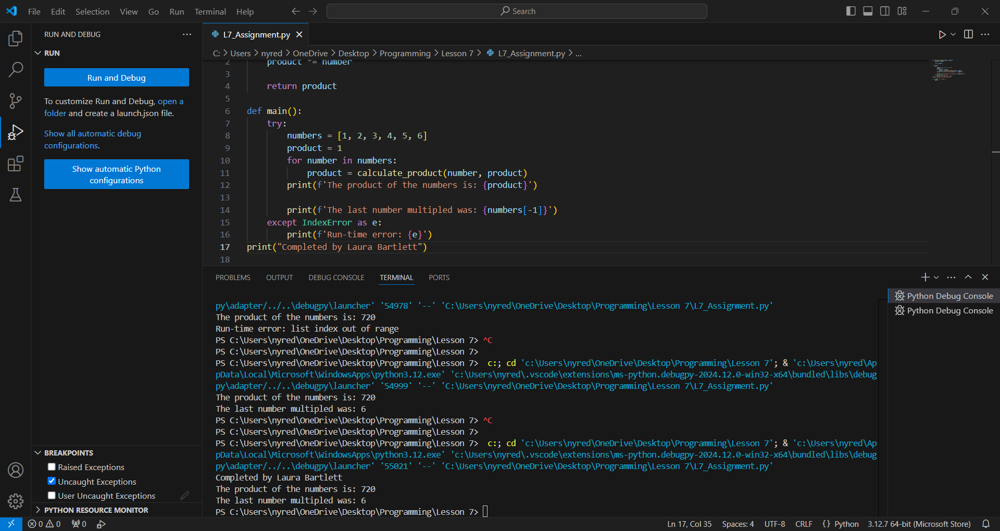 File Edit Selection View Go Run Terminal Help
Search
RUN AND DEBUG
RUN
Run and Debug
To customize Run and Debug, open a
folder and create a launch.json file.
Show all automatic debug
configurations.
Show automatic Python
configurations
BREAKPOINTS
Raised Exceptions
Uncaught Exceptions
User Uncaught Exceptions
PYTHON RESOURCE MONITOR
L7_Assignment.py
C: > Users > nyred > OneDrive > Desktop > Programming > Lesson 7 > L7_Assignment.py > ...
2 product *= number
3
4 return product
5
6 def main():
7 try:
8 numbers = [1, 2, 3, 4, 5, 6]
9 product = 1
10 for number in numbers:
11 product = calculate_product(number, product)
12 print(f'The product of the numbers is: {product}')
13
14 print(f'The last number multipled was: {numbers[-1]}')
15 except IndexError as e:
16 print(f'Run-time error: {e}')
17 print("Completed by Laura Bartlett")
18
PROBLEMS OUTPUT DEBUG CONSOLE TERMINAL PORTS
py\adapter/../..\debugpy\launcher' '54978' '--' 'C:\Users\nyred\OneDrive\Desktop\Programming\Lesson 7\L7_Assignment.py'
The product of the numbers is: 720
Run-time error: list index out of range
PS C:\Users\nyred\OneDrive\Desktop\Programming\Lesson 7> ^C
PS C:\Users\nyred\OneDrive\Desktop\Programming\Lesson 7>
PS C:\Users\nyred\OneDrive\Desktop\Programming\Lesson 7>  c:; cd 'c:\Users\nyred\OneDrive\Desktop\Programming\Lesson 7'; & 'c:\Users\nyred\Ap
pData\Local\Microsoft\WindowsApps\python3.12.exe' 'c:\Users\nyred\.vscode\extensions\ms-python.debugpy-2024.12.0-win32-x64\bundled\libs\debug
py\adapter/../..\debugpy\launcher' '54999' '--' 'C:\Users\nyred\OneDrive\Desktop\Programming\Lesson 7\L7_Assignment.py'
The product of the numbers is: 720
The last number multipled was: 6
PS C:\Users\nyred\OneDrive\Desktop\Programming\Lesson 7> ^C
PS C:\Users\nyred\OneDrive\Desktop\Programming\Lesson 7>
PS C:\Users\nyred\OneDrive\Desktop\Programming\Lesson 7>  c:; cd 'c:\Users\nyred\OneDrive\Desktop\Programming\Lesson 7'; & 'c:\Users\nyred\Ap
pData\Local\Microsoft\WindowsApps\python3.12.exe' 'c:\Users\nyred\.vscode\extensions\ms-python.debugpy-2024.12.0-win32-x64\bundled\libs\debug
py\adapter/../..\debugpy\launcher' '55021' '--' 'C:\Users\nyred\OneDrive\Desktop\Programming\Lesson 7\L7_Assignment.py'
Completed by Laura Bartlett
The product of the numbers is: 720
The last number multipled was: 6
PS C:\Users\nyred\OneDrive\Desktop\Programming\Lesson 7>
Python Debug Console
Python Debug Console
0 0 0 Ln 17, Col 35 Spaces: 4 UTF-8 CRLF {} Python 3.12.7 64-bit (Microsoft Store)